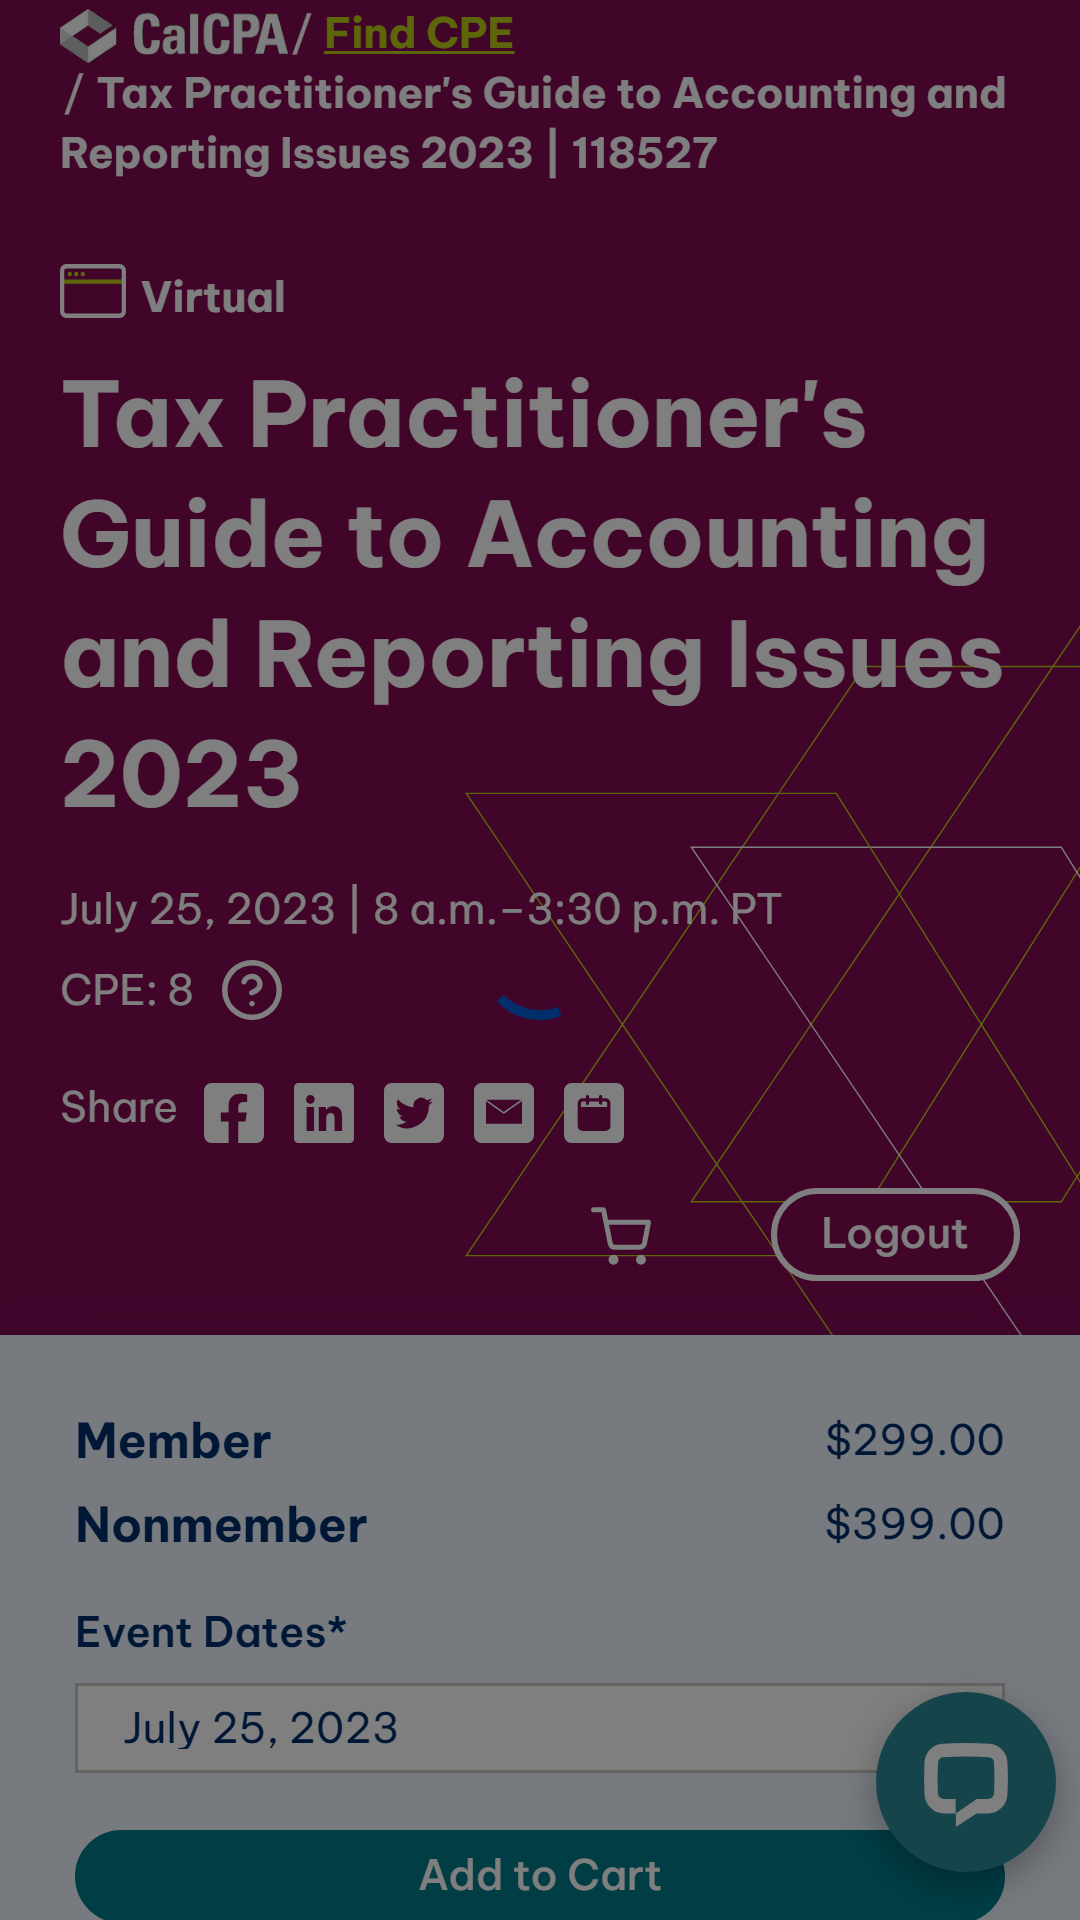 CalCPA/ Find CPE
/ Tax Practitioner's Guide to Accounting and
Reporting Issues 2023 | 118527
Virtual
Tax Practitioner's
Guide to Accounting
and Reporting Issues
2023
July 25, 2023 | 8 a.m.–3:30 p.m. PT
CPE: 8 ?
Share
Logout
Member $299.00
Nonmember $399.00
Event Dates*
July 25, 2023
Add to Cart